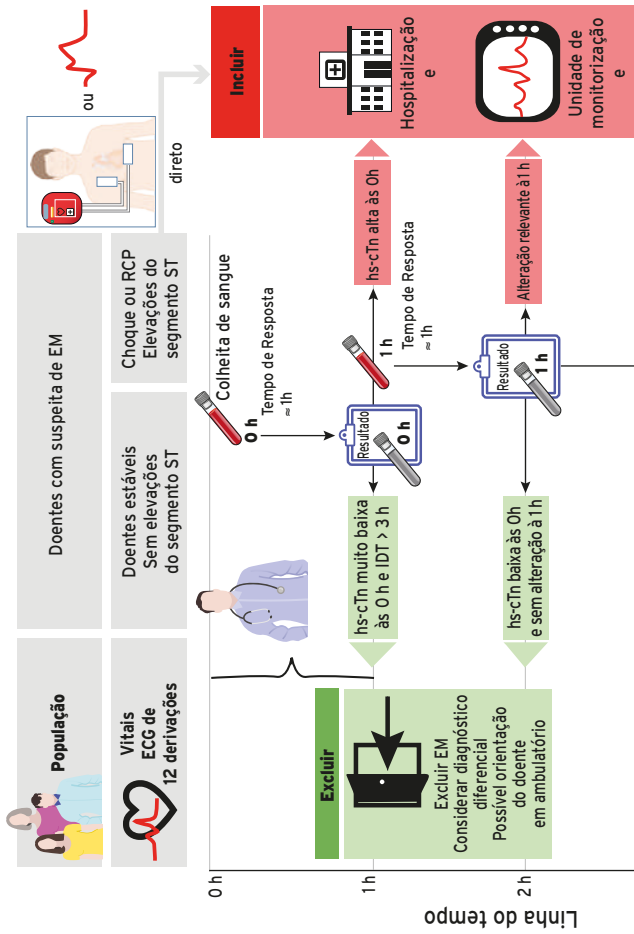 População
Doentes com suspeita de EM
Vitais
ECG de
12 derivações
Doentes estáveis
Sem elevações
do segmento ST
Choque ou RCP
Elevações do
segmento ST
ou
direto
Linha do tempo
0 h
1 h
2 h
Colheita de sangue
0 h
Tempo de Resposta
≈ 1h
Excluir
Excluir EM
Considerar diagnóstico
diferencial
Possível orientação
do doente
em ambulatório
hs-cTn muito baixa
às 0 h e IDT > 3 h
Resultado
0 h
1 h
hs-cTn alta às 0h
Tempo de Resposta
≈ 1h
Incluir
Hospitalização
e
hs-cTn baixa às 0h
e sem alteração à 1 h
Resultado
1 h
Alteração relevante à 1 h
Unidade de
monitorização
e